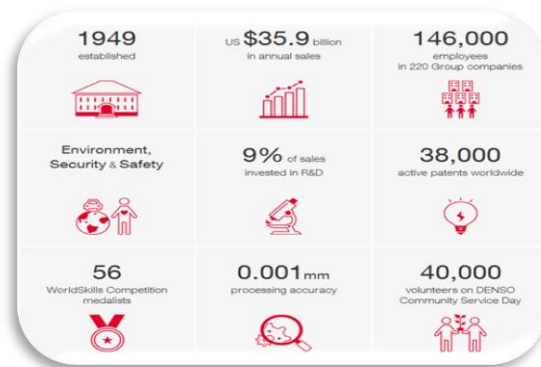 1949
established
US $35.9 billion
in annual sales
146,000
employees
in 220 Group companies
Environment,
Security & Safety
9% of sales
invested in R&D
38,000
active patents worldwide
56
WorldSkills Competition
medalists
0.001mm
processing accuracy
40,000
volunteers on DENSO
Community Service Day